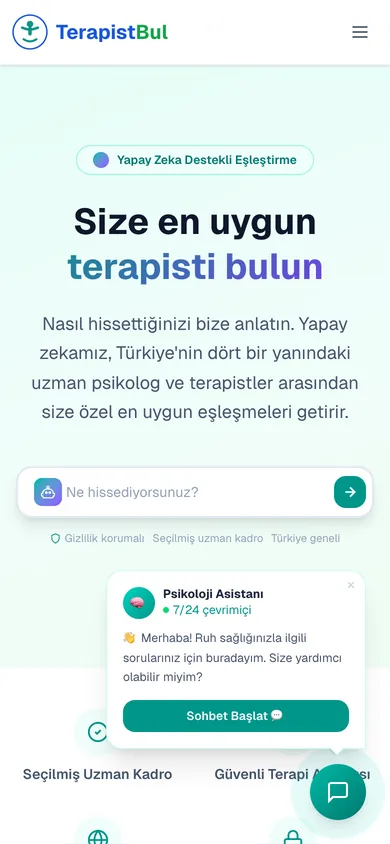 TerapistBul
Yapay Zeka Destekli Eşleştirme
Size en uygun
terapisti bulun
Nasıl hissettiğinizi bize anlatın. Yapay
zekamız, Türkiye'nin dört bir yanındaki
uzman psikolog ve terapistler arasından
size özel en uygun eşleşmeleri getirir.
Ne hissediyorsunuz?
Gizlilik korumalı Seçilmiş uzman kadro Türkiye geneli
Psikoloji Asistanı
7/24 çevrimiçi
👋 Merhaba! Ruh sağlığınızla ilgili
sorularınız için buradayım. Size yardımcı
olabilir miyim?
Sohbet Başlat 💬
Seçilmiş Uzman Kadro
Güvenli Terapi